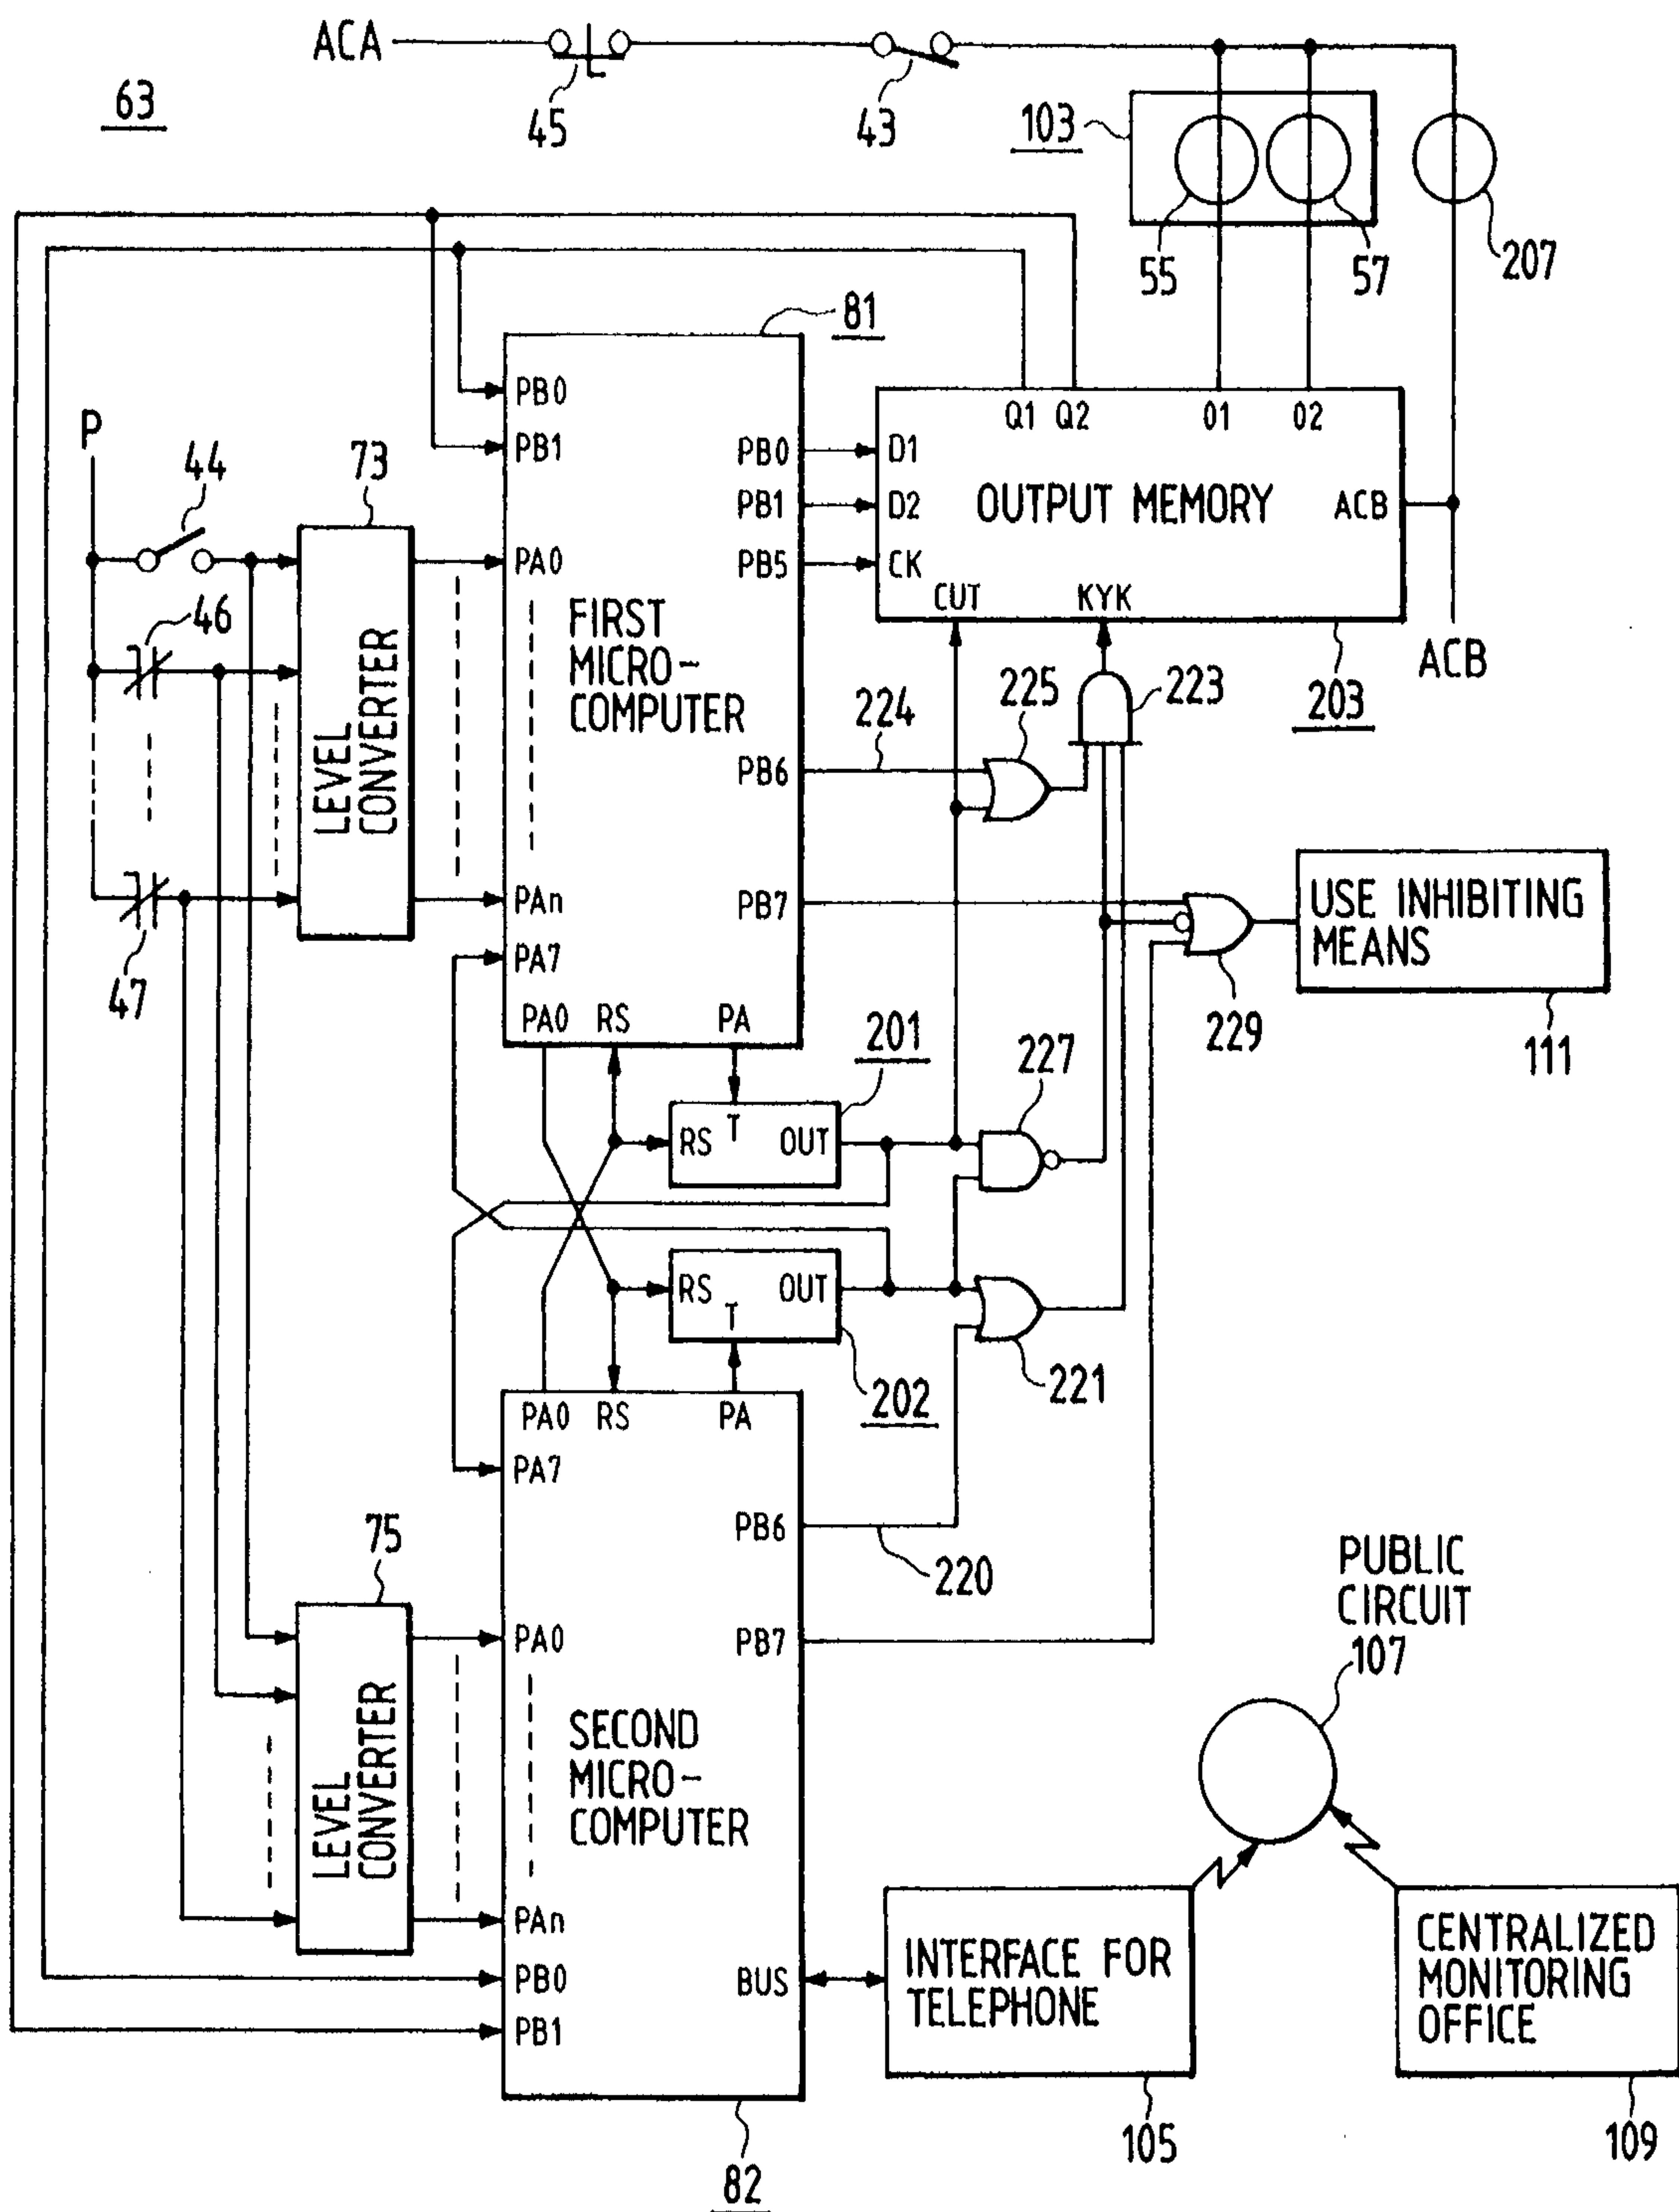 ACA
63
45
43
103
55
57
207
81
P
44
73
46
47
LEVEL
CONVERTER
PB0
PB1
PA0
PAn
PA7
PA0 RS PA
FIRST
MICRO-
COMPUTER
PB0
PB1
PB5
PB6
PB7
Q1 Q2 01 02
D1
D2
CK
OUTPUT MEMORY
ACB
CUT KYK
ACB
203
224
225
223
USE INHIBITING
MEANS
229
111
201
RS T OUT
227
RS T OUT
202
221
PA0 RS PA
PA7
PB6
220
PB7
75
LEVEL
CONVERTER
PA0
SECOND
MICRO-
COMPUTER
PAn
PB0
PB1
BUS
82
PUBLIC
CIRCUIT
107
INTERFACE FOR
TELEPHONE
105
CENTRALIZED
MONITORING
OFFICE
109